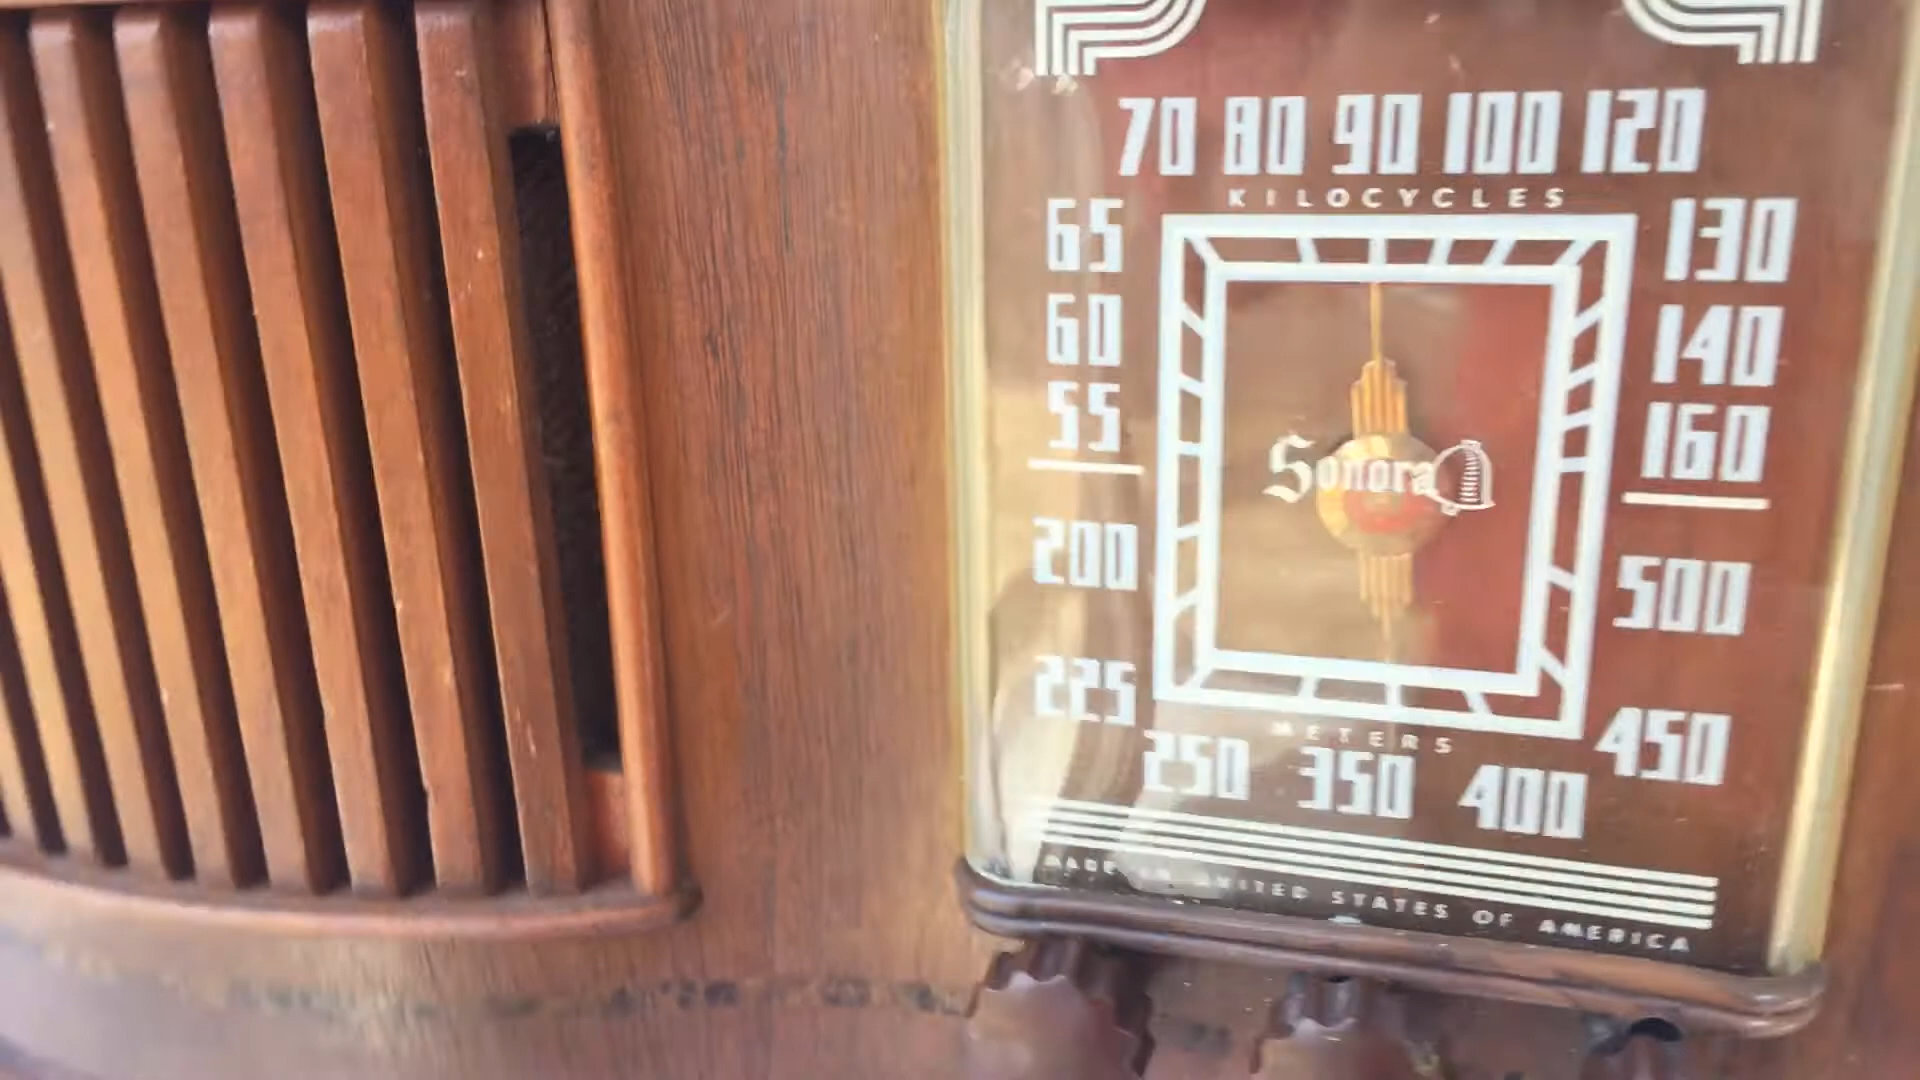 70 80 90 100 120
KILOCYCLES
65 130
60 140
55 160
Sonora
200 500
225 450
METERS
250 350 400
MADE IN UNITED STATES OF AMERICA